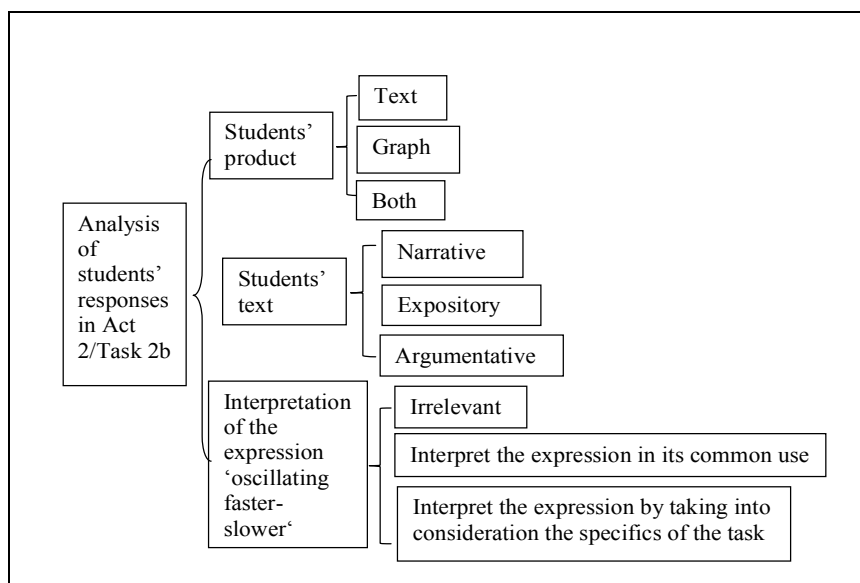 Analysis
of
students’
responses
in Act
2/Task 2b
Students’
product
Text
Graph
Both
Students’
text
Narrative
Expository
Argumentative
Interpretation
of the
expression
‘oscillating
faster-
slower‘
Irrelevant
Interpret the expression in its common use
Interpret the expression by taking into
consideration the specifics of the task